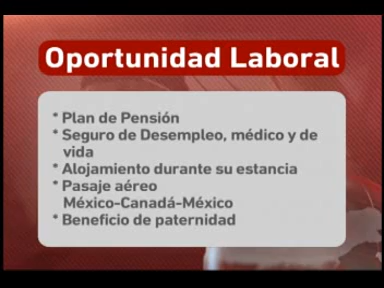 Oportunidad Laboral
* Plan de Pensión
* Seguro de Desempleo, médico y de
vida
* Alojamiento durante su estancia
* Pasaje aéreo
México-Canadá-México
* Beneficio de paternidad